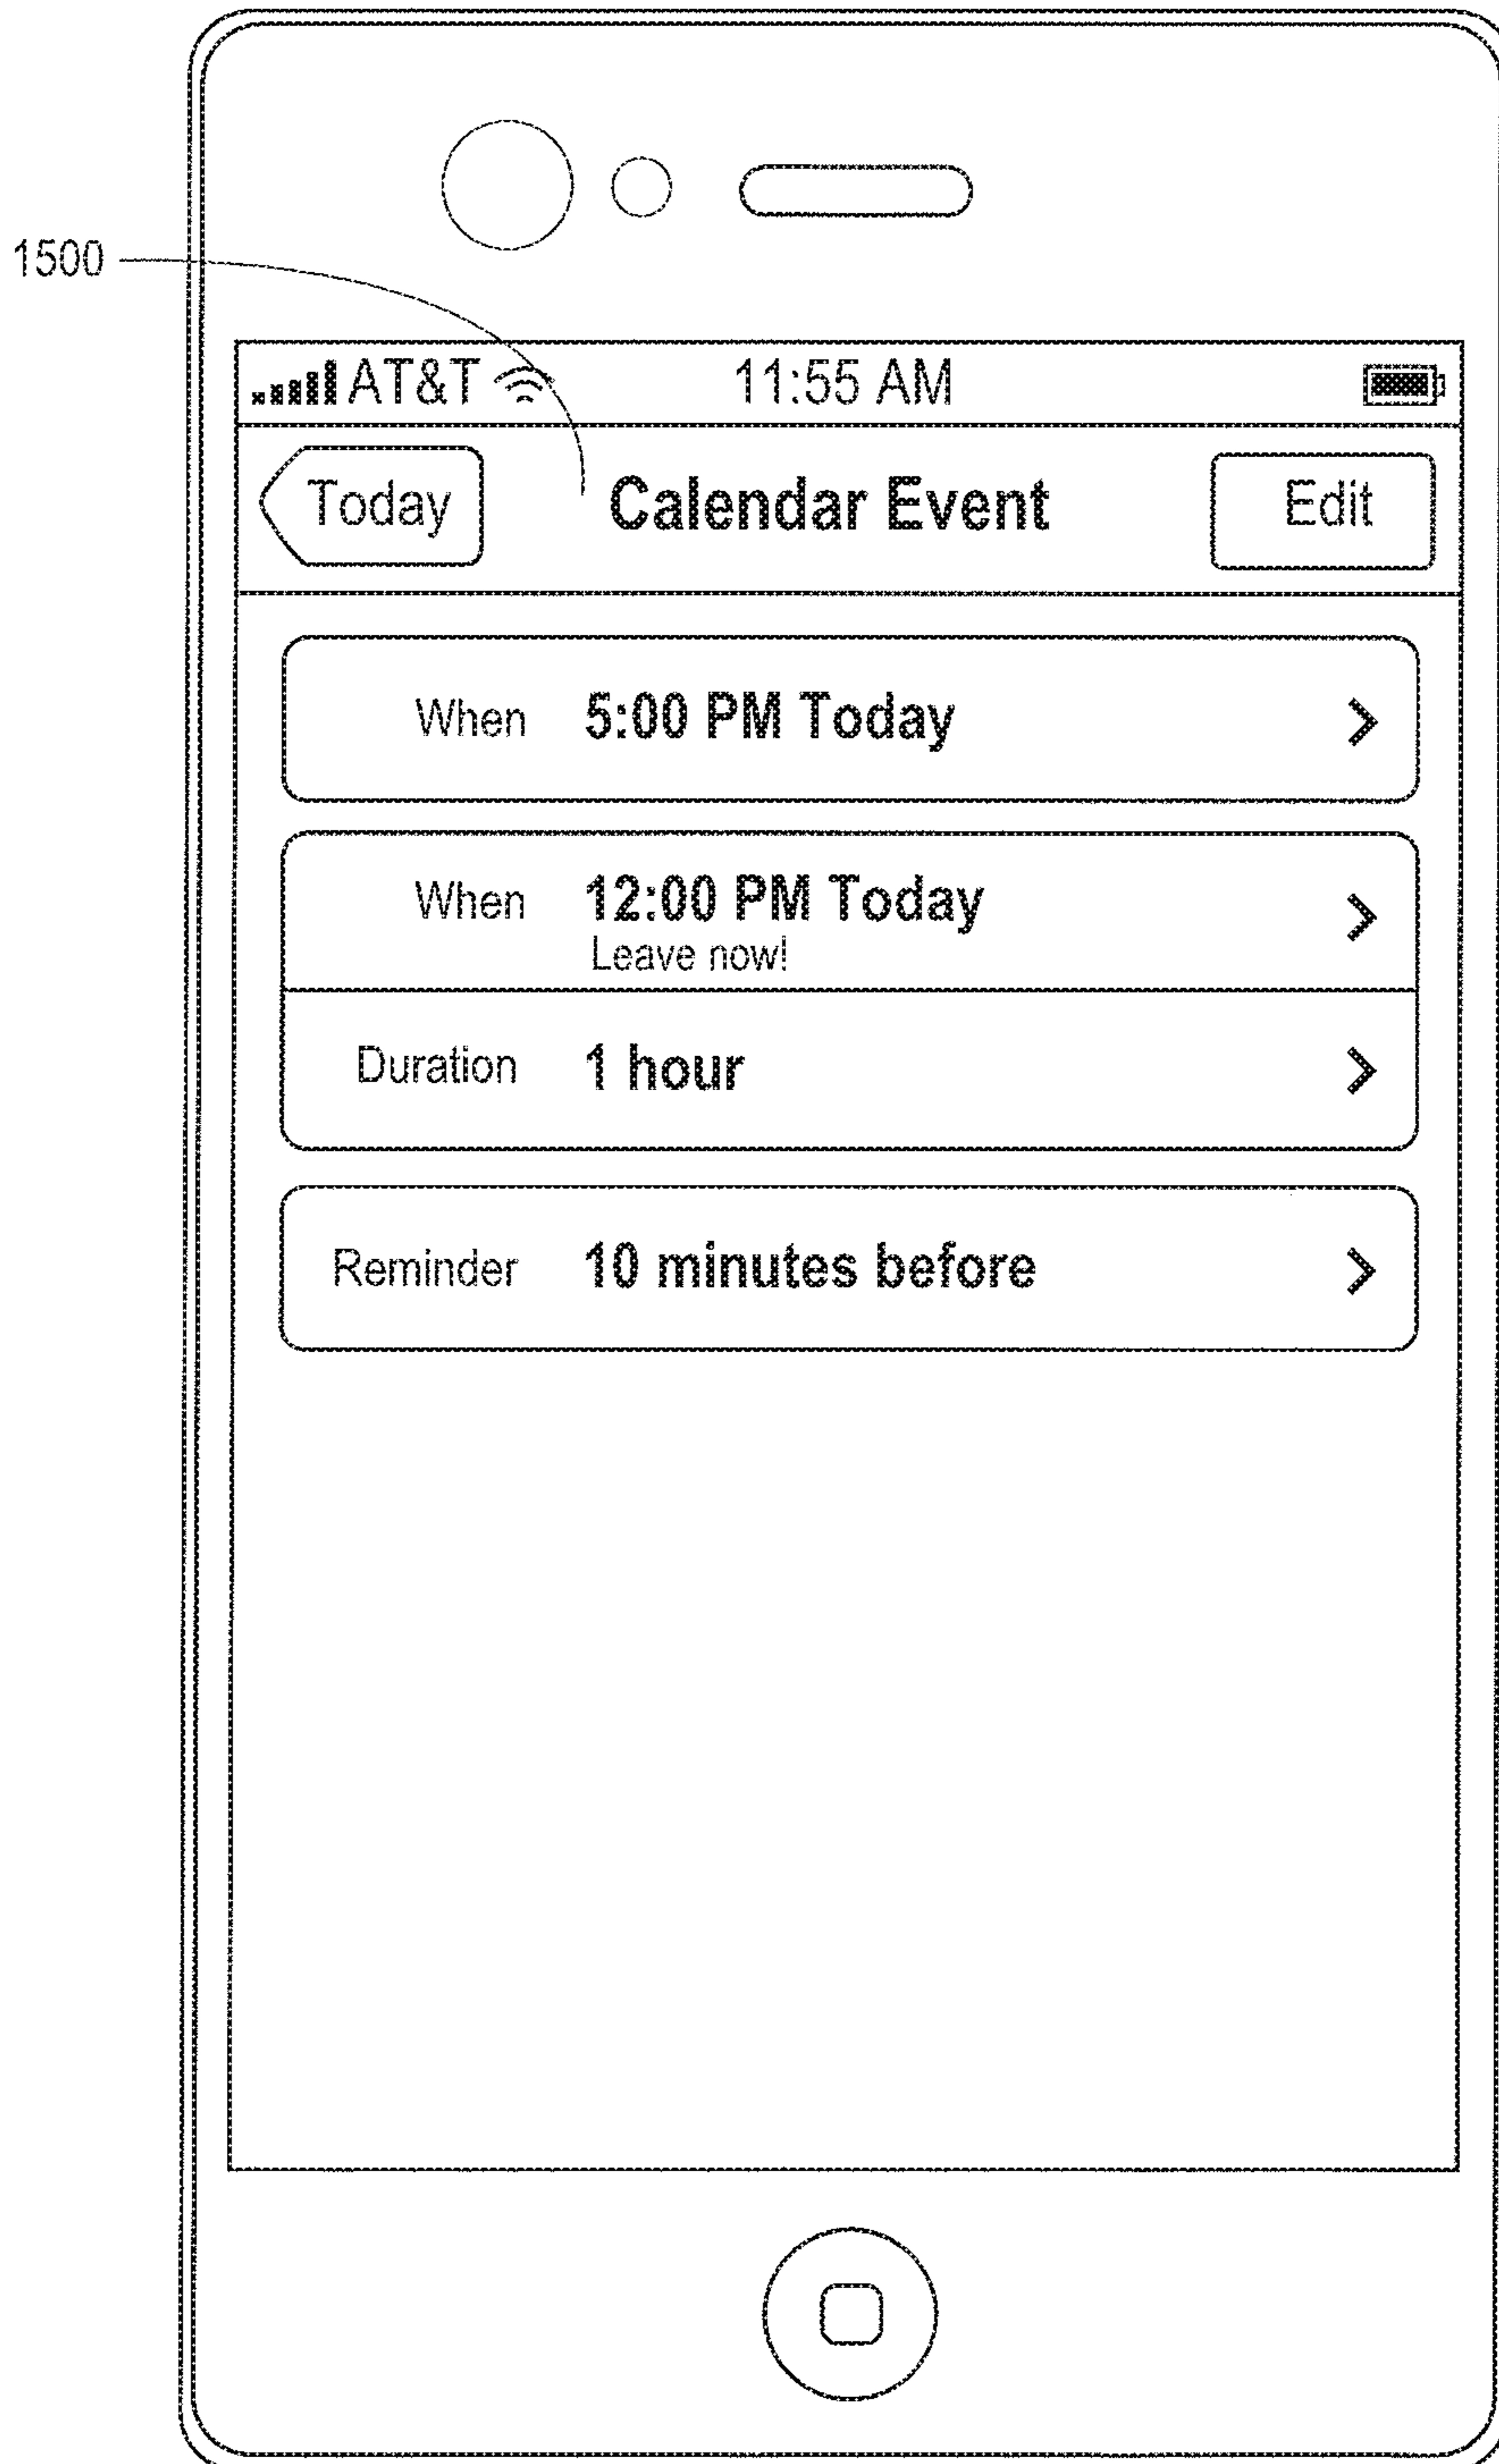 1500
AT&T 11:55 AM
Today Calendar Event Edit
When 5:00 PM Today
When 12:00 PM Today
Leave now!
Duration 1 hour
Reminder 10 minutes before